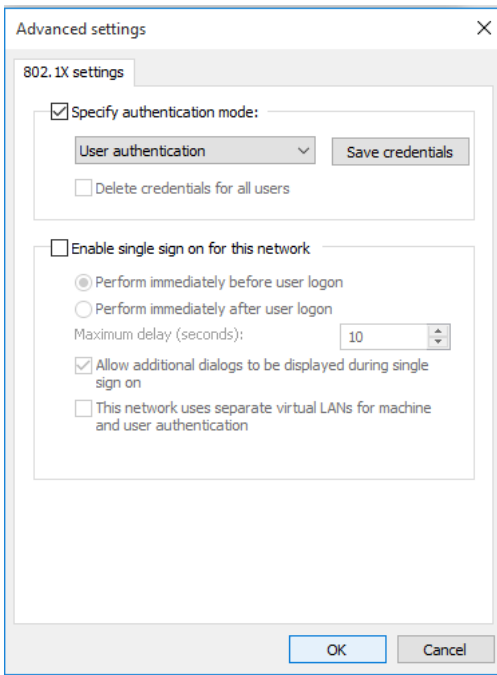 Advanced settings
802.1X settings
Specify authentication mode:
User authentication
Save credentials
Delete credentials for all users
Enable single sign on for this network
Perform immediately before user logon
Perform immediately after user logon
Maximum delay (seconds):
10
Allow additional dialogs to be displayed during single
sign on
This network uses separate virtual LANs for machine
and user authentication
OK
Cancel